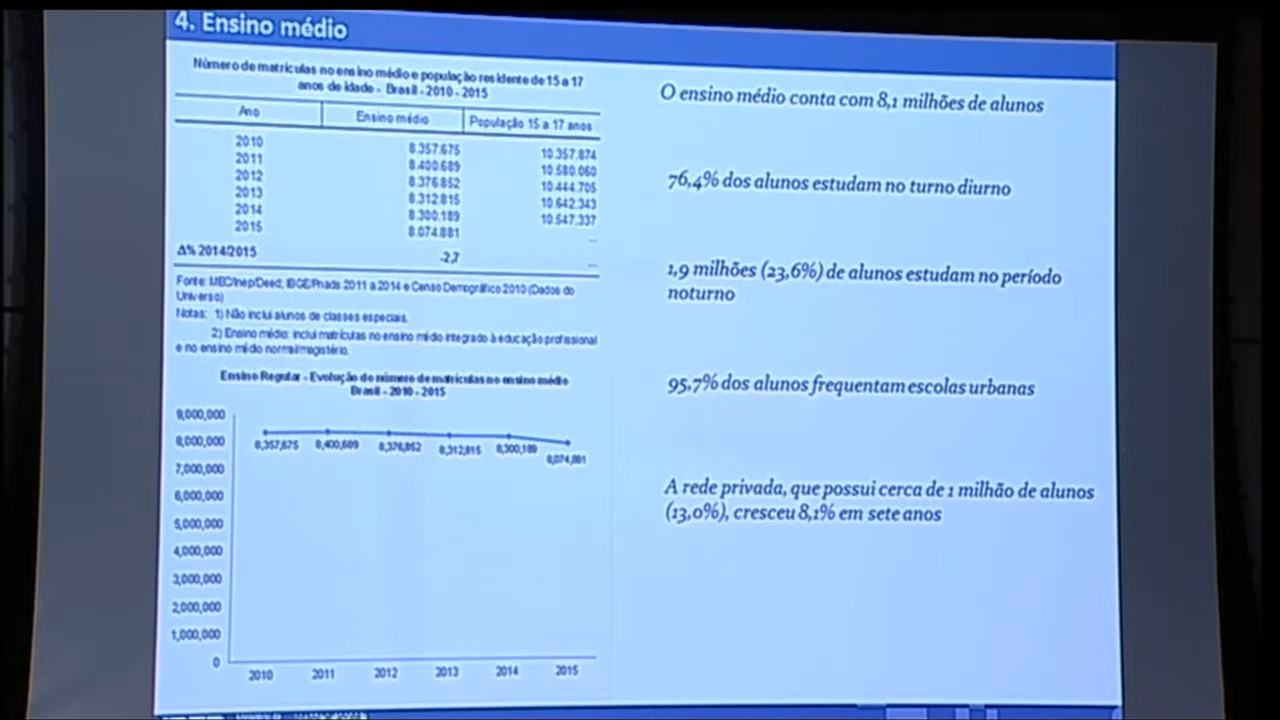 4. Ensino médio
Número de matrículas no ensino médio e população residente de 15 a 17
anos de idade - Brasil - 2010 - 2015
Ano Ensino médio População 15 a 17 anos
2010 8.357.675 10.357.874
2011 8.400.689 10.580.060
2012 8.376.852 10.444.705
2013 8.312.815 10.642.343
2014 8.300.189 10.547.337
2015 8.074.881 ...
Δ% 2014/2015 -2,7 ...
Fonte: MEC/Inep/Deed; IBGE/Pnads 2011 a 2014 e Censo Demográfico 2010 (Dados do
Universo)
Notas: 1) Não inclui alunos de classes especiais.
2) Ensino médio: inclui matrículas no ensino médio integrado à educação profissional
e no ensino médio normal/magistério.
Ensino Regular - Evolução do número de matrículas no ensino médio
Brasil - 2010 - 2015
9,000,000
8,000,000
7,000,000
6,000,000
5,000,000
4,000,000
3,000,000
2,000,000
1,000,000
0
8,357,675 8,400,689 8,376,852 8,312,815 8,300,189 8,074,881
2010 2011 2012 2013 2014 2015
O ensino médio conta com 8,1 milhões de alunos
76,4% dos alunos estudam no turno diurno
1,9 milhões (23,6%) de alunos estudam no período
noturno
95,7% dos alunos frequentam escolas urbanas
A rede privada, que possui cerca de 1 milhão de alunos
(13,0%), cresceu 8,1% em sete anos